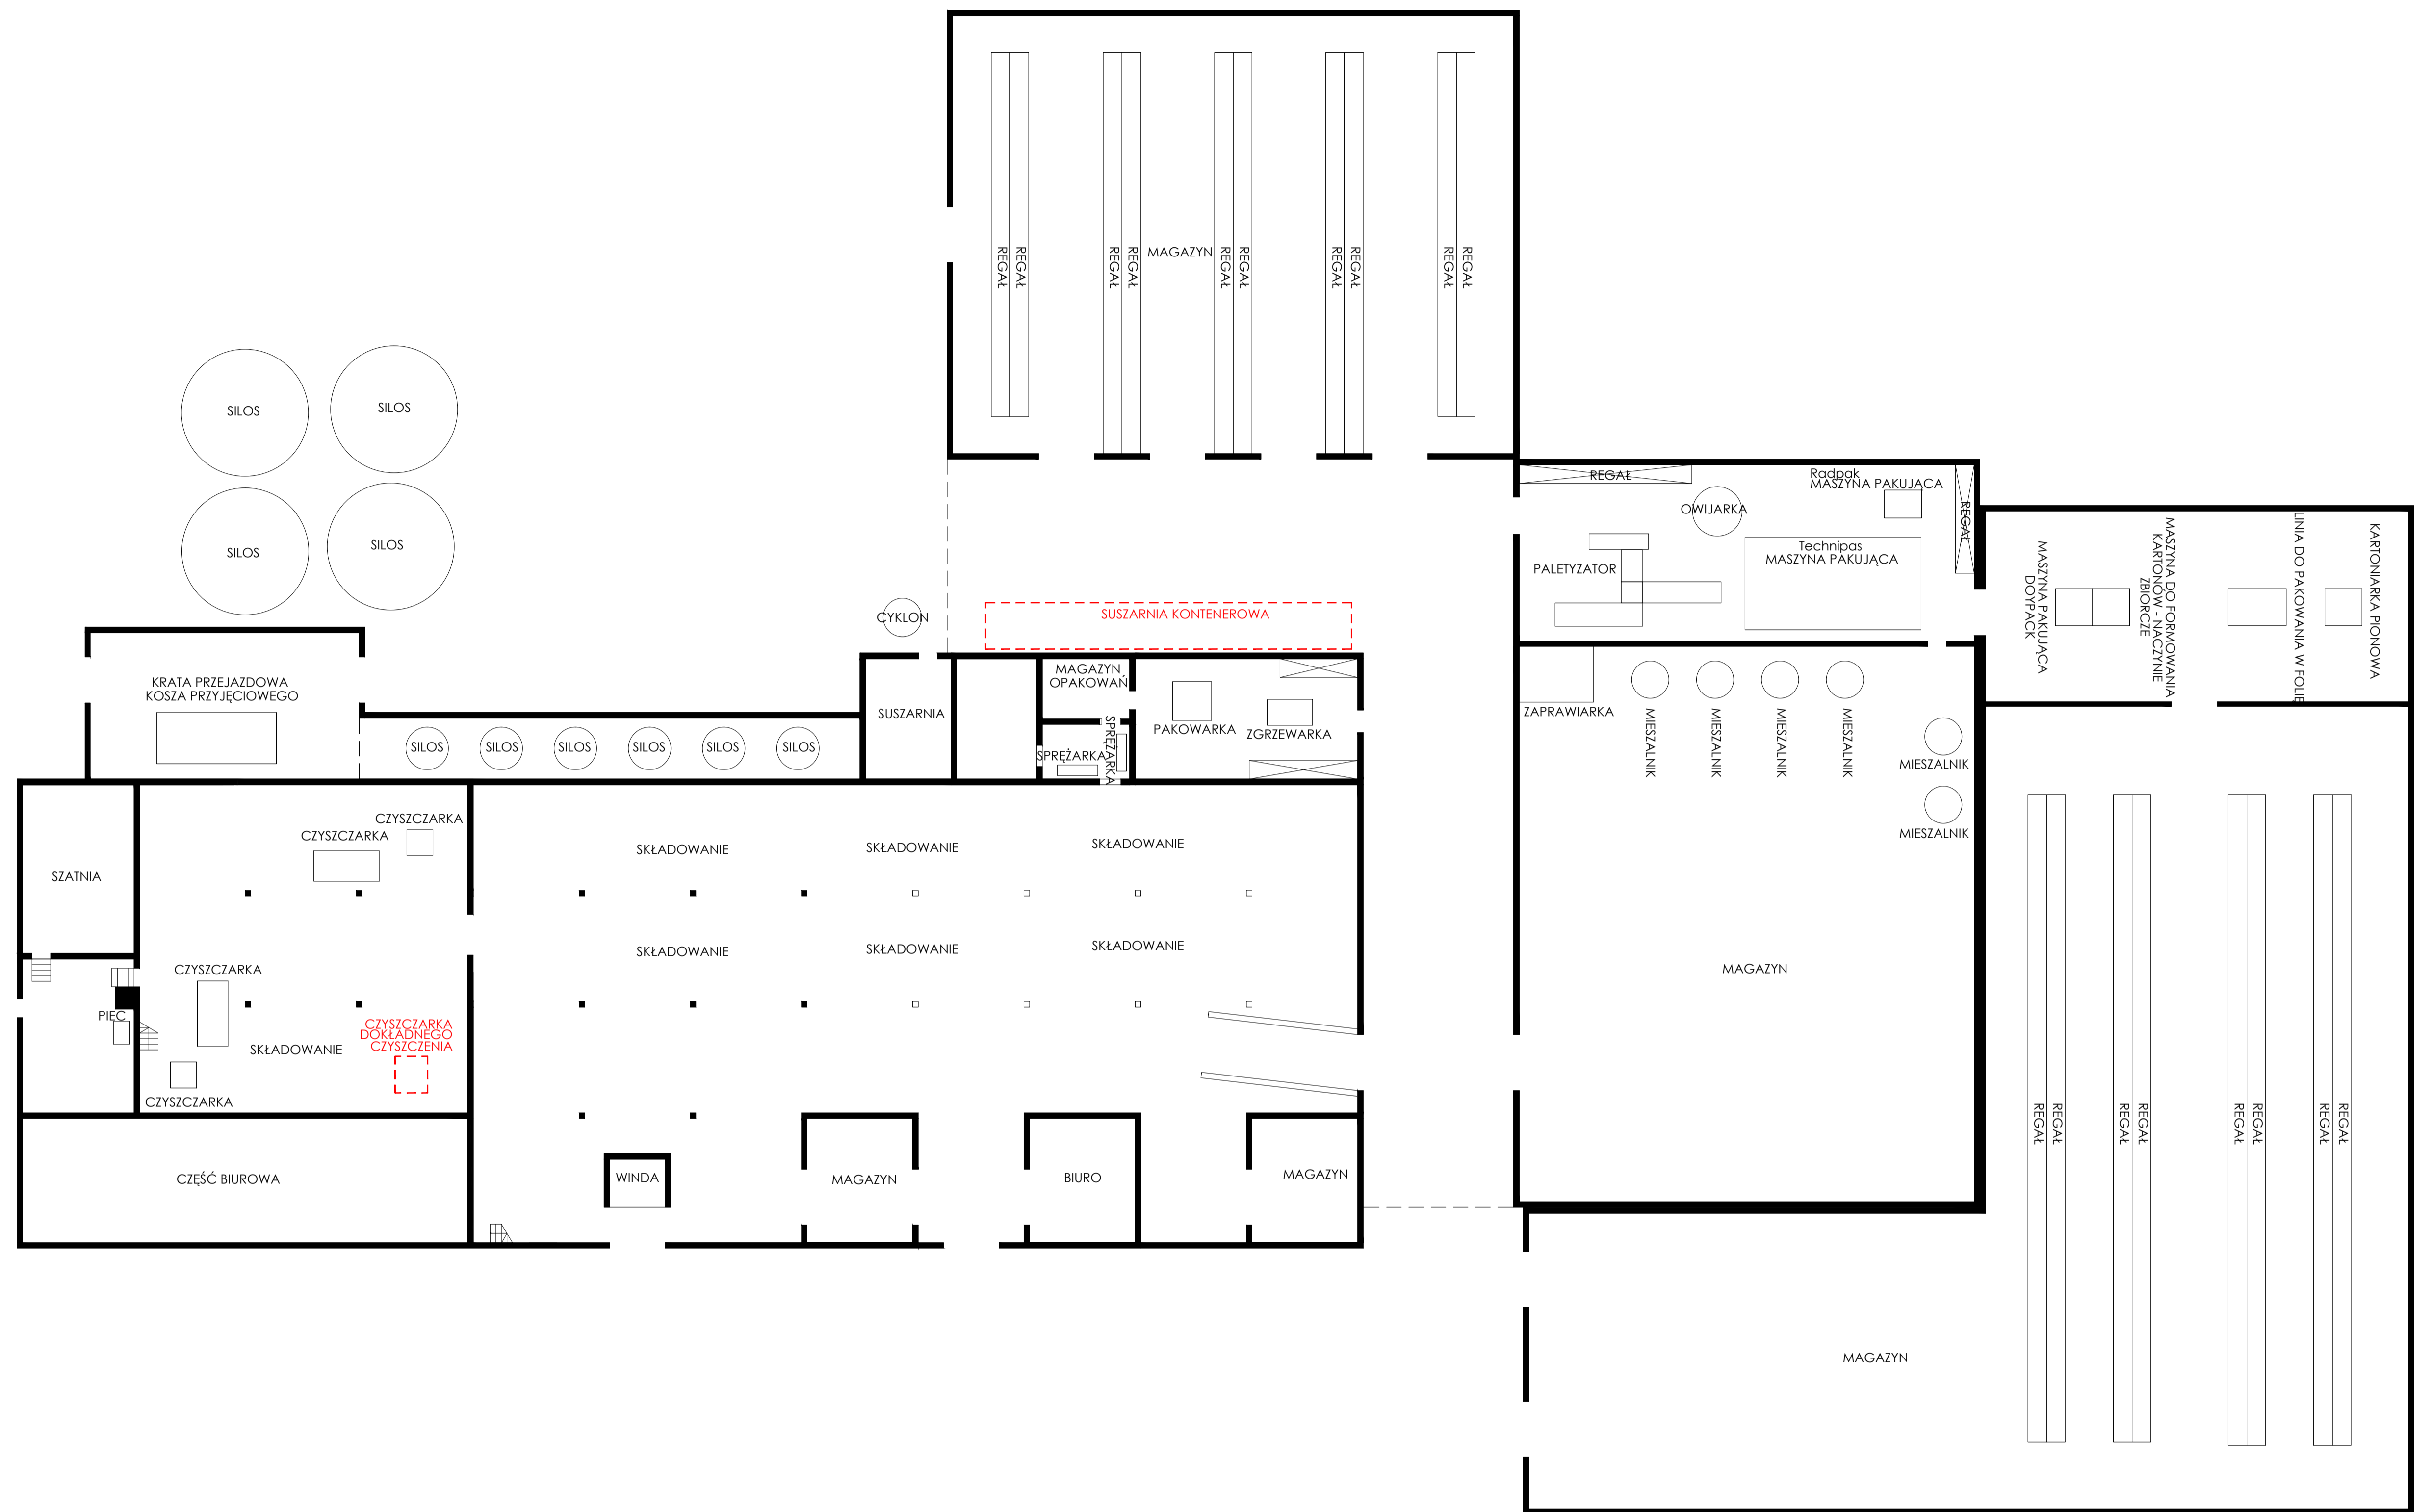 REGAŁ
REGAŁ
REGAŁ
REGAŁ
MAGAZYN
REGAŁ
REGAŁ
REGAŁ
REGAŁ
REGAŁ
REGAŁ
SILOS
SILOS
SILOS
SILOS
CYKLON
SUSZARNIA KONTENEROWA
REGAŁ
Radpak
MASZYNA PAKUJĄCA
OWIJARKA
REGAŁ
PALETYZATOR
Technipas
MASZYNA PAKUJĄCA
MASZYNA PAKUJĄCA
DOYPACK
MASZYNA DO FORMOWANIA
KARTONÓW - NACZYNIE
ZBIORCZE
LINIA DO PAKOWANIA W FOLIĘ
KARTONIARKA PIONOWA
KRATA PRZEJAZDOWA
KOSZA PRZYJĘCIOWEGO
SILOS
SILOS
SILOS
SILOS
SILOS
SILOS
SUSZARNIA
MAGAZYN
OPAKOWAŃ
SPRĘŻARKA
SPRĘŻARKA
PAKOWARKA
ZGRZEWARKA
ZAPRAWIARKA
MIESZALNIK
MIESZALNIK
MIESZALNIK
MIESZALNIK
MIESZALNIK
MIESZALNIK
SZATNIA
CZYSZCZARKA
CZYSZCZARKA
SKŁADOWANIE
SKŁADOWANIE
SKŁADOWANIE
SKŁADOWANIE
SKŁADOWANIE
SKŁADOWANIE
CZYSZCZARKA
PIEC
SKŁADOWANIE
CZYSZCZARKA
DOKŁADNEGO
CZYSZCZENIA
CZYSZCZARKA
MAGAZYN
CZĘŚĆ BIUROWA
WINDA
MAGAZYN
BIURO
MAGAZYN
REGAŁ
REGAŁ
REGAŁ
REGAŁ
REGAŁ
REGAŁ
REGAŁ
REGAŁ
MAGAZYN